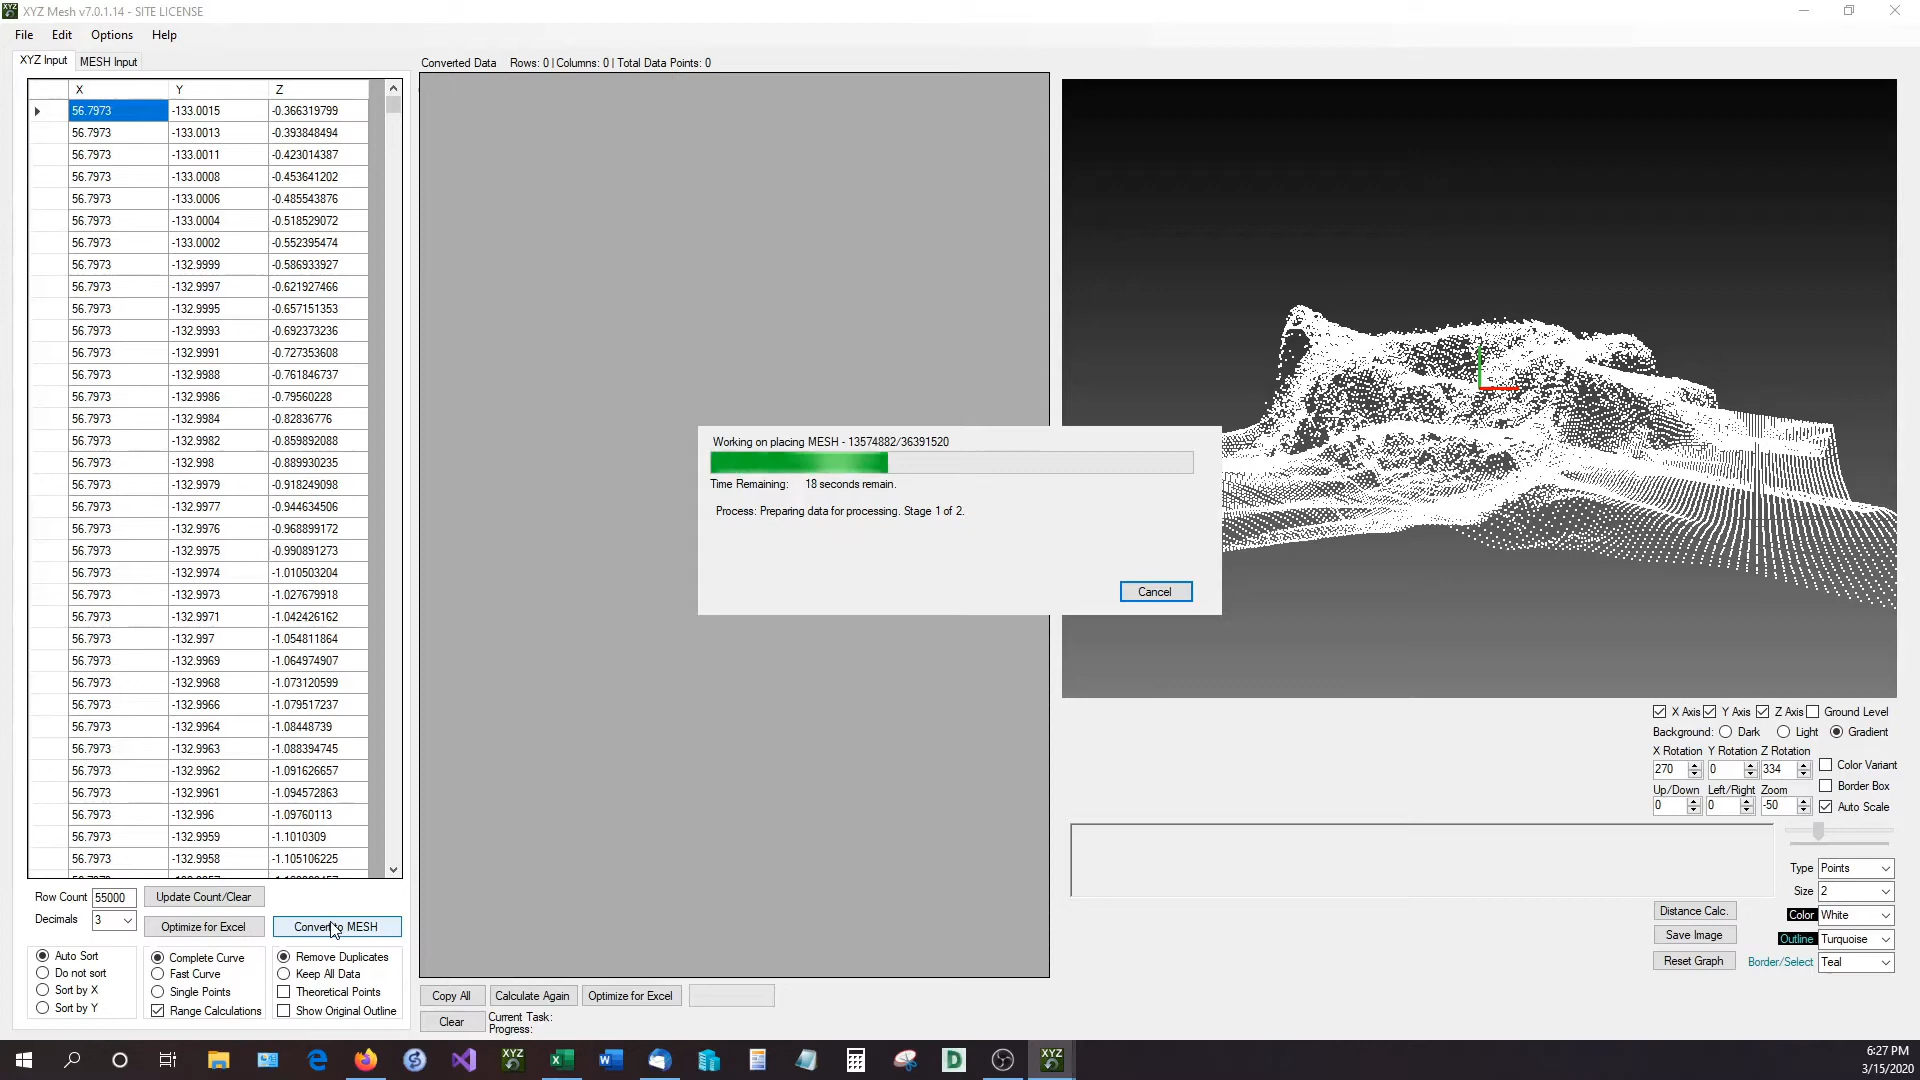 XYZ Mesh v7.0.1.14 - SITE LICENSE
File Edit Options Help
XYZ Input MESH Input
X Y Z
56.7973 -133.0015 -0.366319799
56.7973 -133.0013 -0.393848494
56.7973 -133.0011 -0.423014387
56.7973 -133.0008 -0.453641202
56.7973 -133.0006 -0.485543876
56.7973 -133.0004 -0.518529072
56.7973 -133.0002 -0.552395474
56.7973 -132.9999 -0.586933927
56.7973 -132.9997 -0.621927466
56.7973 -132.9995 -0.657151353
56.7973 -132.9993 -0.692373236
56.7973 -132.9991 -0.727353608
56.7973 -132.9988 -0.761846737
56.7973 -132.9986 -0.79560228
56.7973 -132.9984 -0.82836776
56.7973 -132.9982 -0.859892088
56.7973 -132.998 -0.889930235
56.7973 -132.9979 -0.918249098
56.7973 -132.9977 -0.944634506
56.7973 -132.9976 -0.968899172
56.7973 -132.9975 -0.990891273
56.7973 -132.9974 -1.010503204
56.7973 -132.9973 -1.027679918
56.7973 -132.9971 -1.042426162
56.7973 -132.997 -1.054811864
56.7973 -132.9969 -1.064974907
56.7973 -132.9968 -1.073120599
56.7973 -132.9966 -1.079517237
56.7973 -132.9964 -1.08448739
56.7973 -132.9963 -1.088394745
56.7973 -132.9962 -1.091626657
56.7973 -132.9961 -1.094572863
56.7973 -132.996 -1.09760113
56.7973 -132.9959 -1.1010309
56.7973 -132.9958 -1.105106225
Row Count 55000 Update Count/Clear
Decimals 3 Optimize for Excel Convert to MESH
Auto Sort Complete Curve Remove Duplicates
Do not sort Fast Curve Keep All Data
Sort by X Single Points Theoretical Points
Sort by Y Range Calculations Show Original Outline
Converted Data Rows: 0 | Columns: 0 | Total Data Points: 0
Working on placing MESH - 13574882/36391520
Time Remaining: 18 seconds remain.
Process: Preparing data for processing. Stage 1 of 2.
Cancel
Copy All Calculate Again Optimize for Excel
Clear Current Task:
Progress:
X Axis Y Axis Z Axis Ground Level
Background: Dark Light Gradient
X Rotation Y Rotation Z Rotation
270 0 334 Color Variant
Up/Down Left/Right Zoom Border Box
0 0 -50 Auto Scale
Type Points
Size 2
Distance Calc. Color White
Save Image Outline Turquoise
Reset Graph Border/Select Teal
6:27 PM
3/15/2020